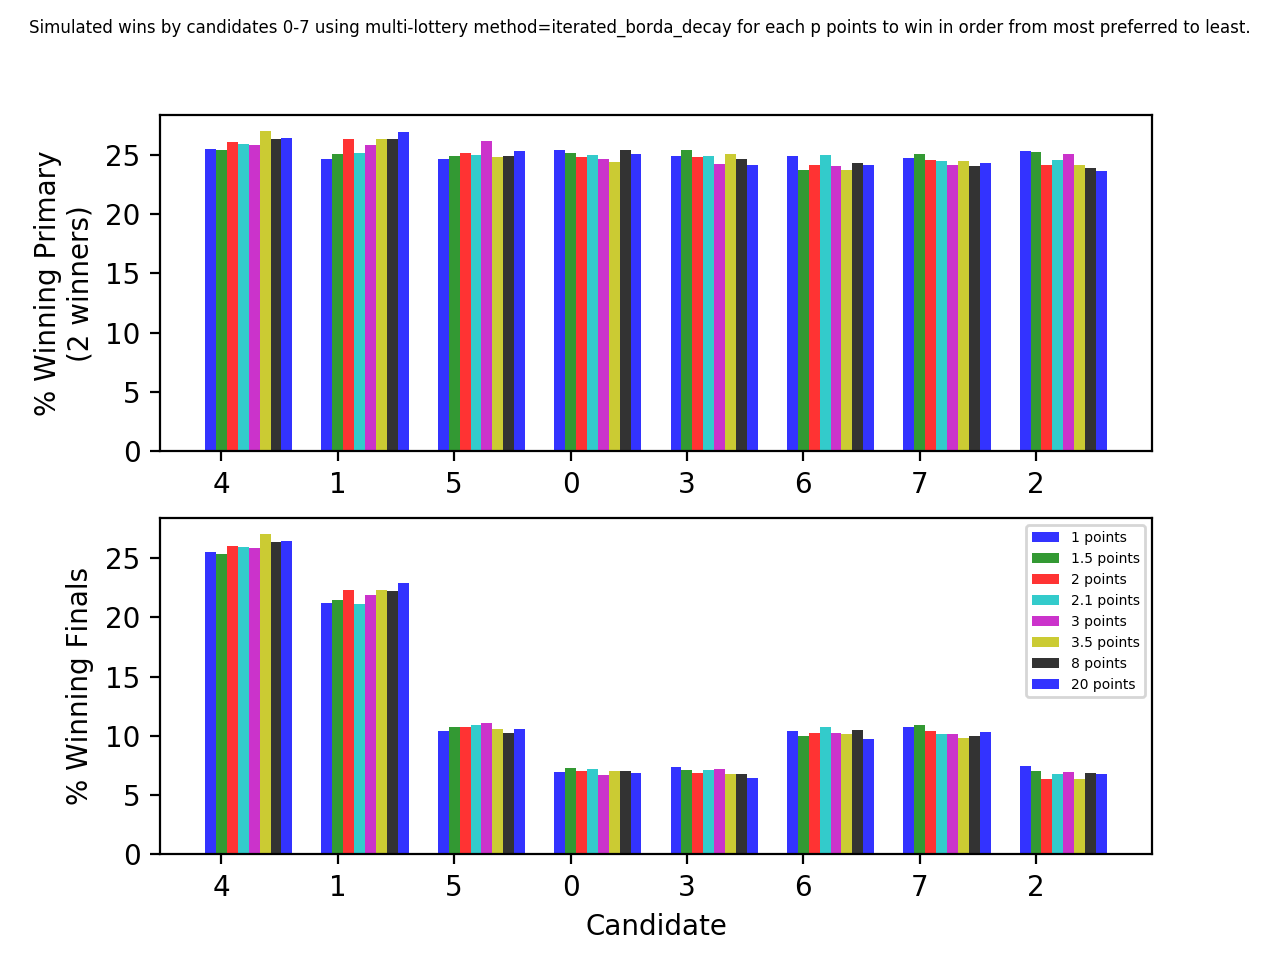 Simulated wins by candidates 0-7 using multi-lottery method=iterated_borda_decay for each p points to win in order from most preferred to least.
% Winning Primary
(2 winners)
25
20
15
10
5
0
4 1 5 0 3 6 7 2
% Winning Finals
25
20
15
10
5
0
1 points
1.5 points
2 points
2.1 points
3 points
3.5 points
8 points
20 points
4 1 5 0 3 6 7 2
Candidate